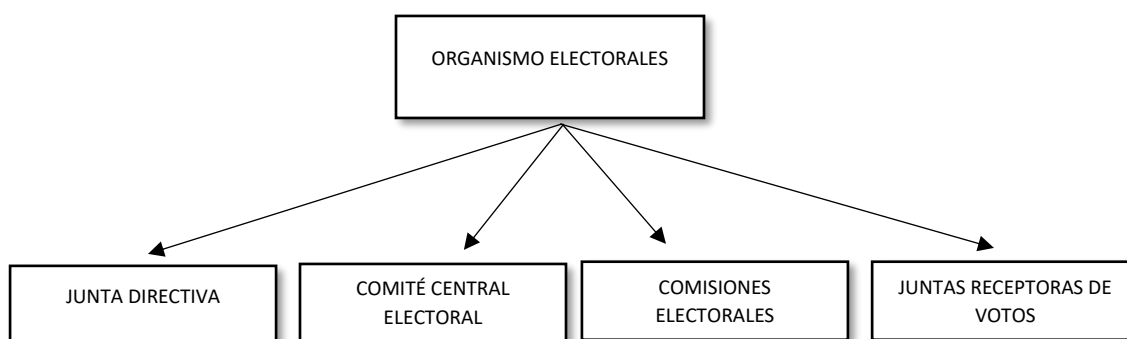 ORGANISMO ELECTORALES
JUNTA DIRECTIVA
COMITÉ CENTRAL
ELECTORAL
COMISIONES
ELECTORALES
JUNTAS RECEPTORAS DE
VOTOS